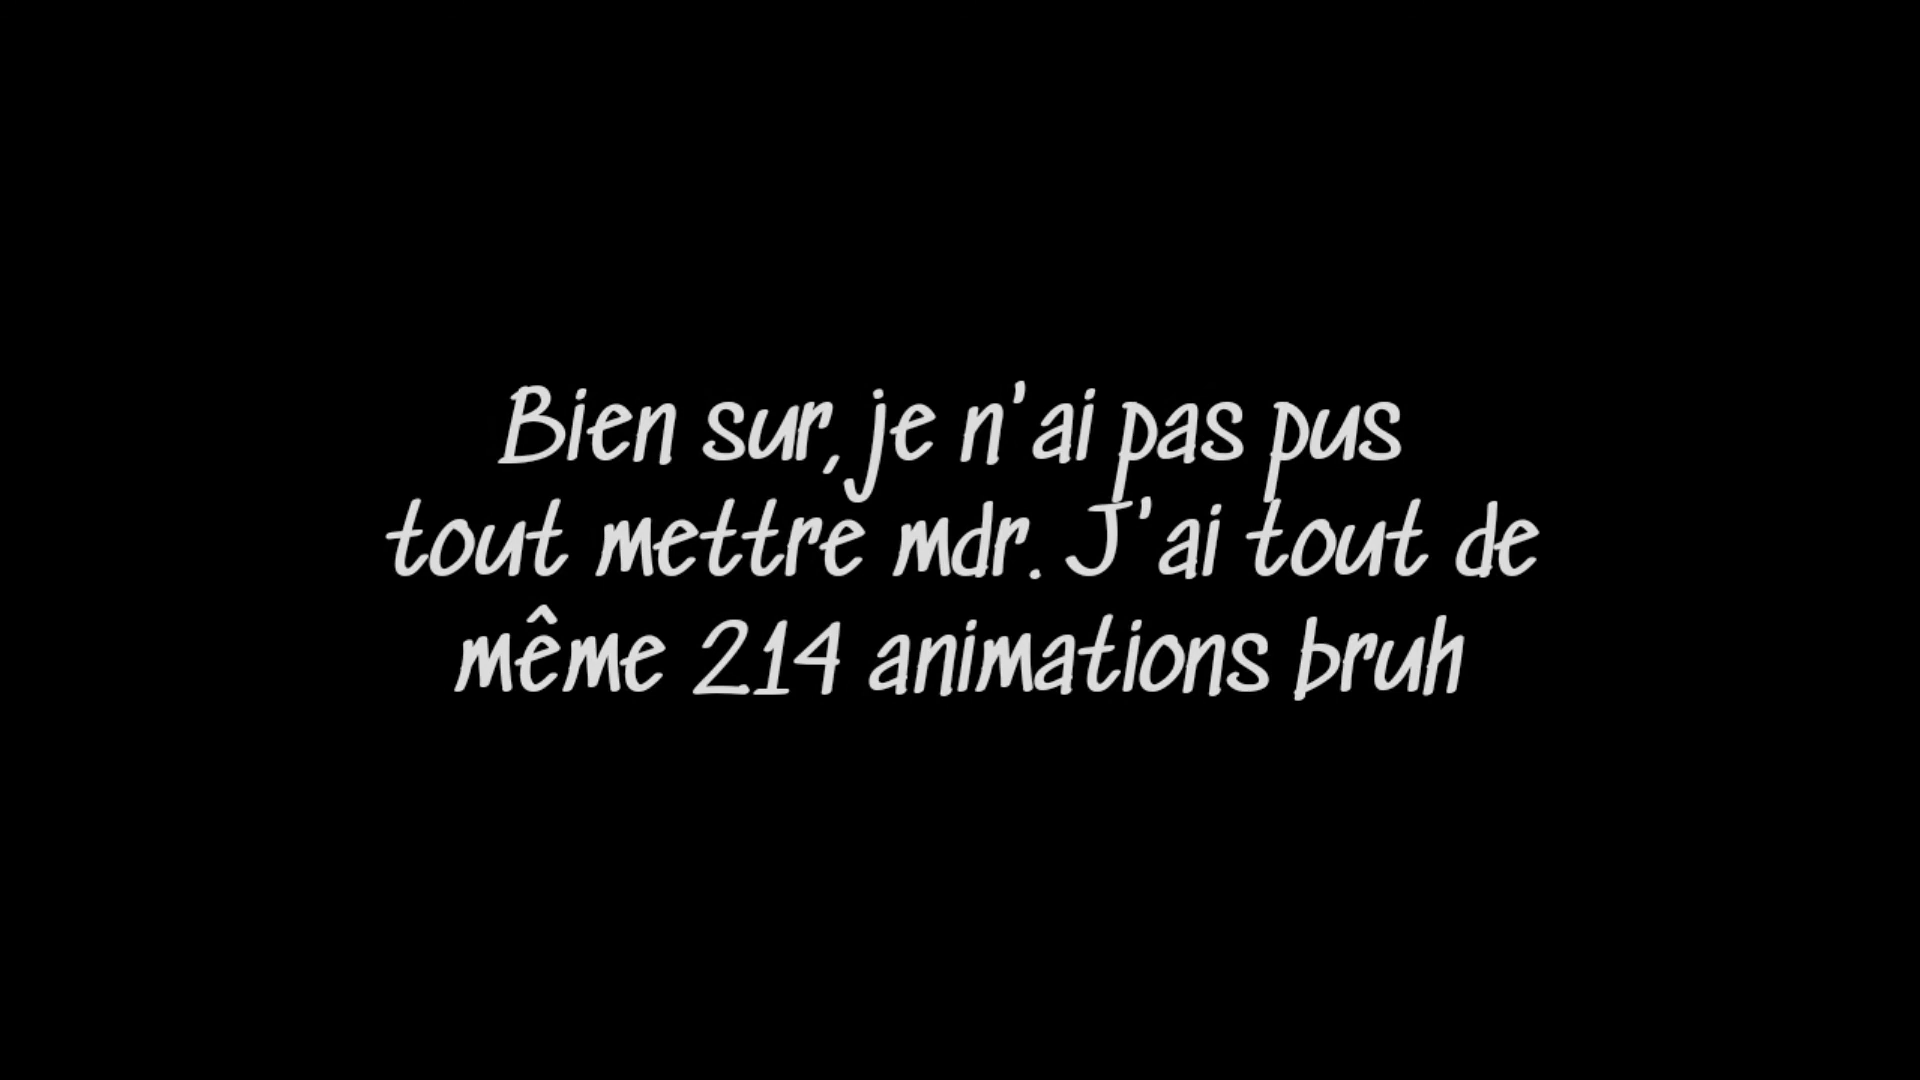 Bien sur, je n'ai pas pus
tout mettre mdr. J'ai tout de
même 214 animations bruh